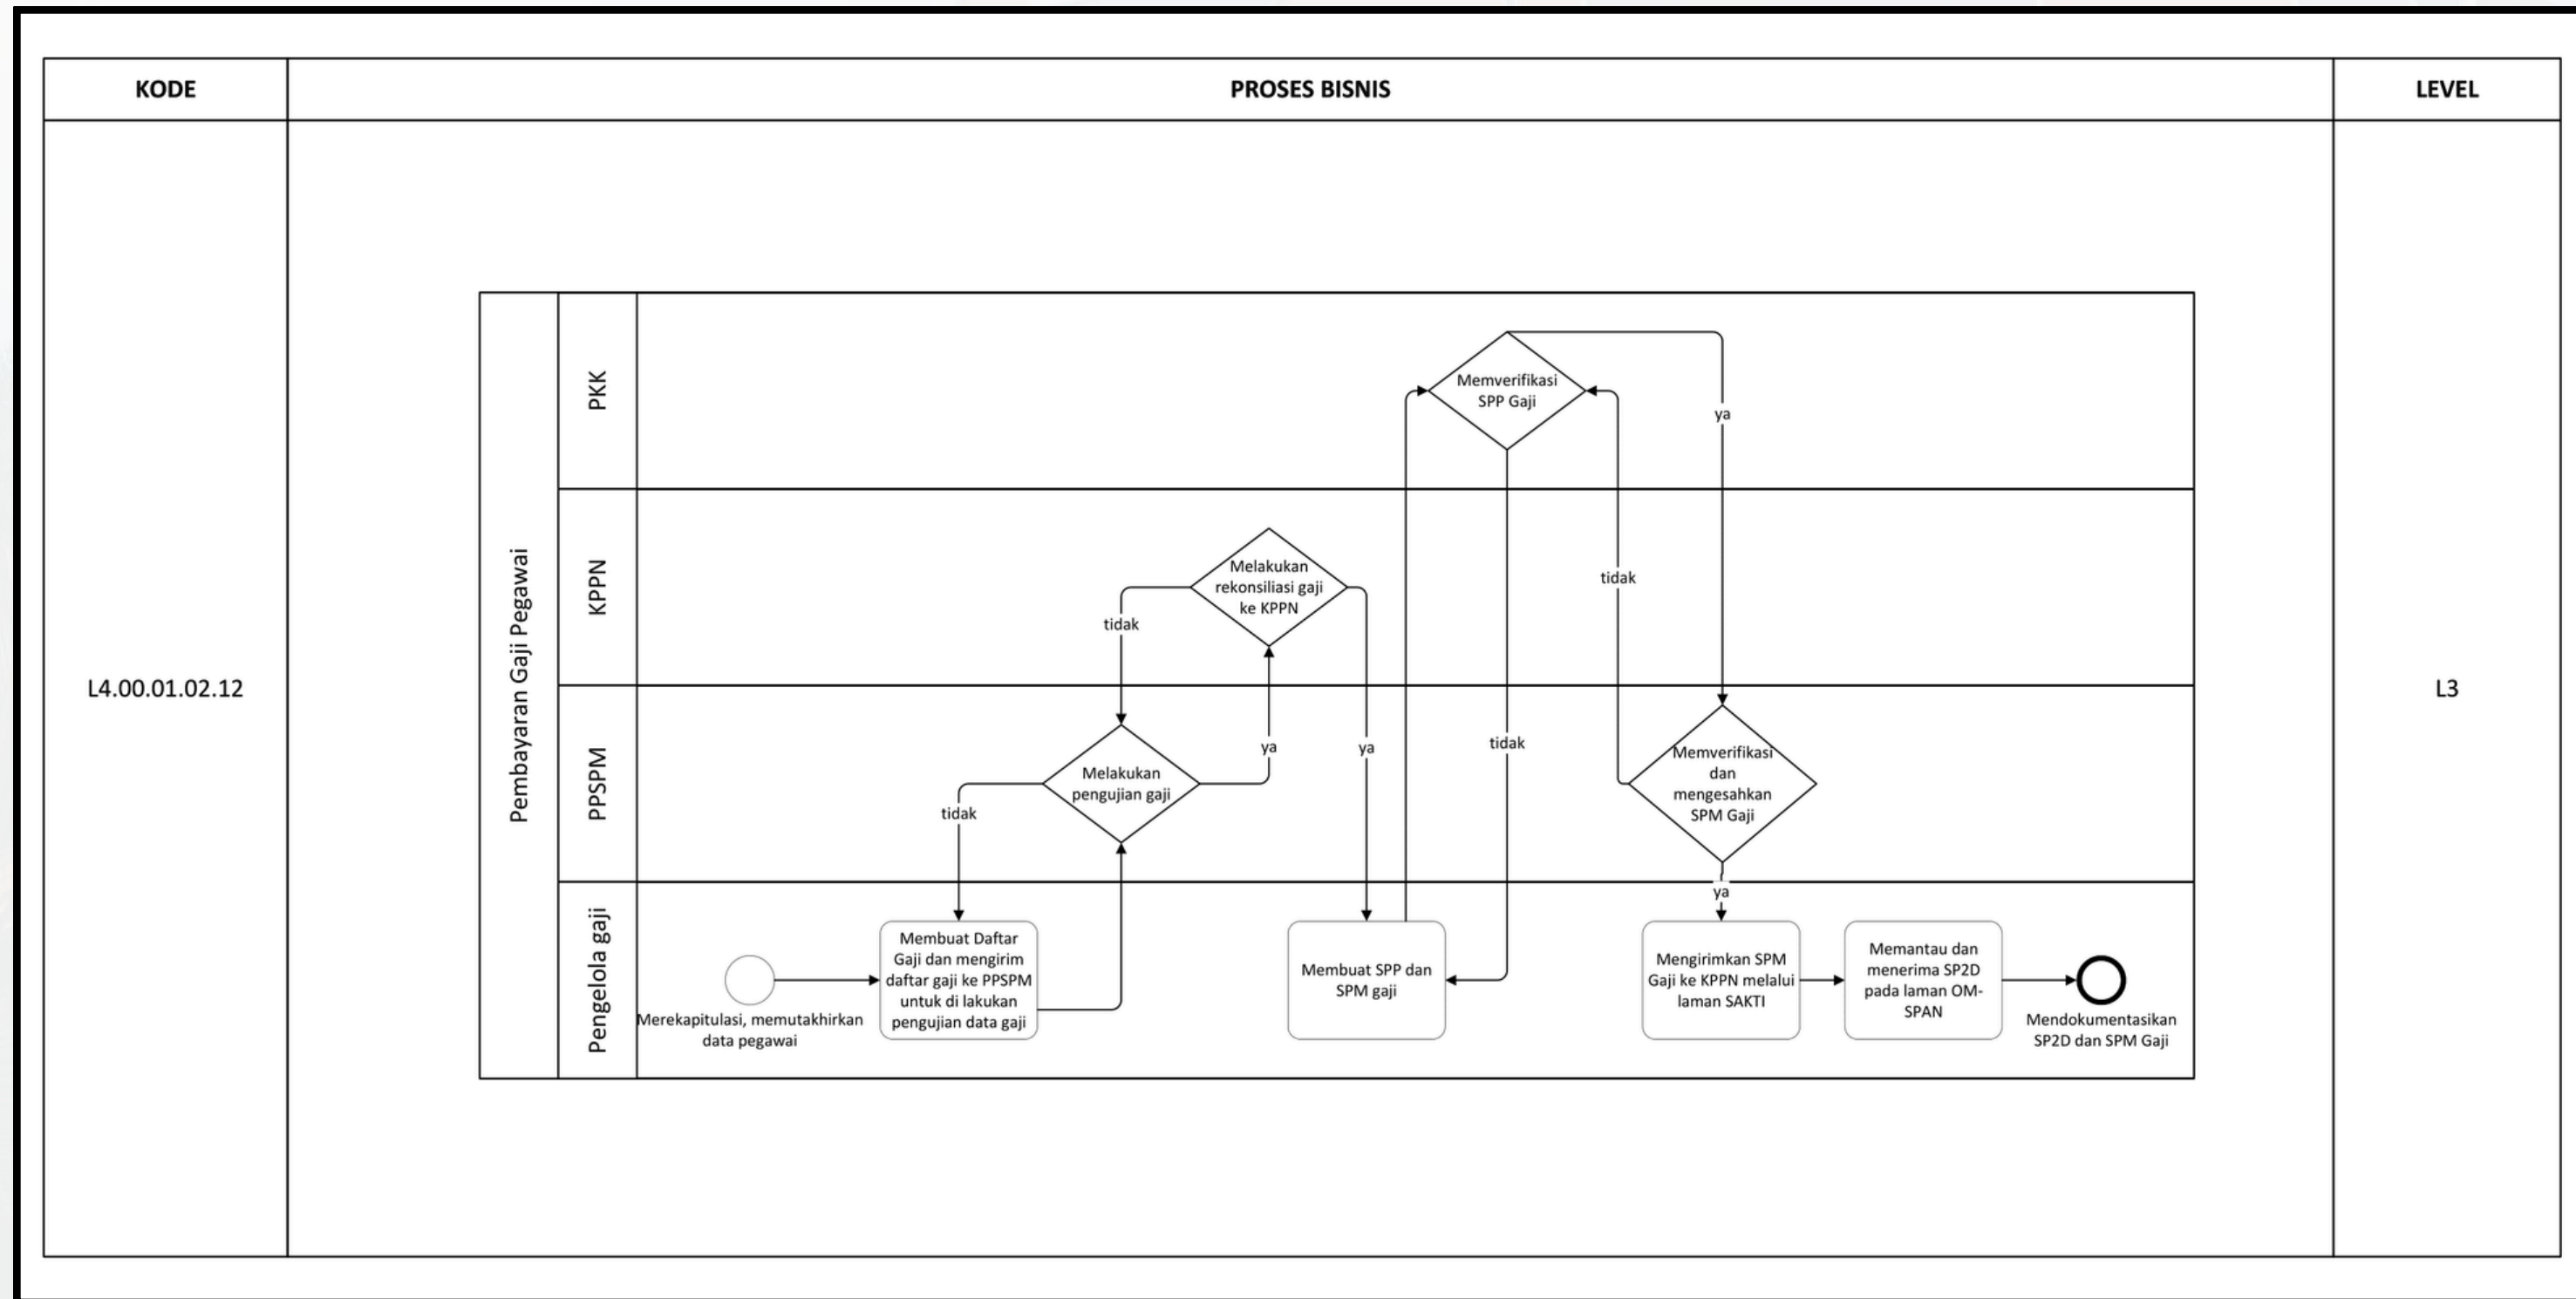 KODE
PROSES BISNIS
LEVEL
L4.00.01.02.12
L3
Pembayaran Gaji Pegawai
PKK
Memverifikasi
SPP Gaji
ya
KPPN
Melakukan
rekonsiliasi gaji
ke KPPN
tidak
tidak
PPSPM
Melakukan
pengujian gaji
tidak
ya
ya
tidak
Memverifikasi
dan
mengesahkan
SPM Gaji
ya
Pengelola gaji
Merekapitulasi, memutakhirkan
data pegawai
Membuat Daftar
Gaji dan mengirim
daftar gaji ke PPSPM
untuk di lakukan
pengujian data gaji
Membuat SPP dan
SPM gaji
Mengirimkan SPM
Gaji ke KPPN melalui
laman SAKTI
Memantau dan
menerima SP2D
pada laman OM-
SPAN
Mendokumentasikan
SP2D dan SPM Gaji